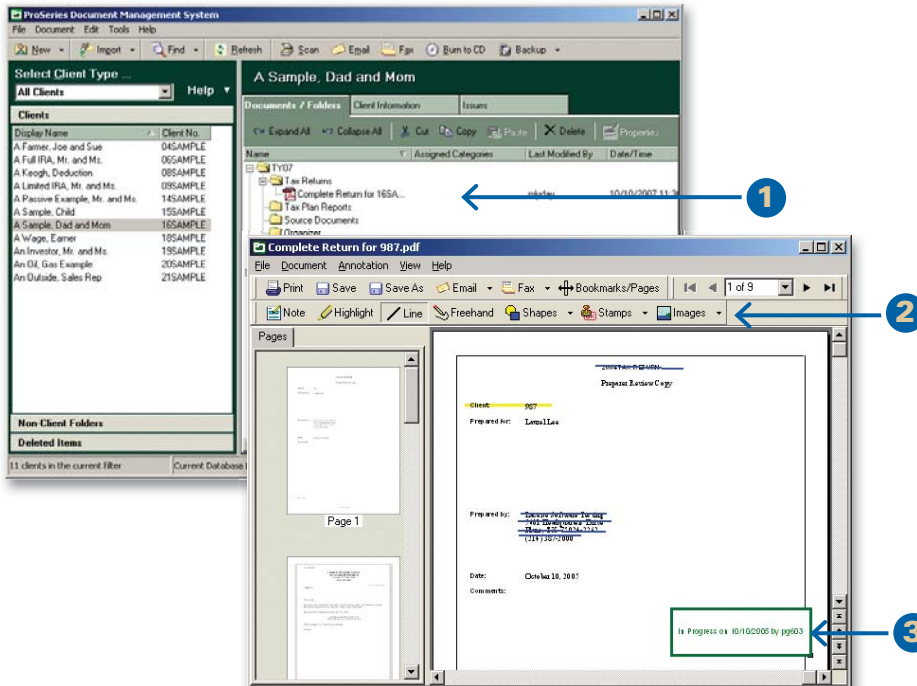 ProSeries Document Management System
File Document Edit Tools Help
New Import Find Refresh Scan Email Fax Burn to CD Backup
Select Client Type ...
All Clients Help
Clients
Display Name Client No.
A Farmer, Joe and Sue 04SAMPLE
A Full IRA, Mr. and Ms. 06SAMPLE
A Keogh, Deduction 08SAMPLE
A Limited IRA, Mr. and Ms. 09SAMPLE
A Passive Example, Mr. and Ms. 14SAMPLE
A Sample, Child 15SAMPLE
A Sample, Dad and Mom 16SAMPLE
A Wage, Earner 18SAMPLE
An Investor, Mr. and Ms. 19SAMPLE
An Oil, Gas Example 20SAMPLE
An Outside, Sales Rep 21SAMPLE
Non-Client Folders
Deleted Items
11 clients in the current filter Current Database
A Sample, Dad and Mom
Documents / Folders Client Information Issues
Expand All Collapse All Cut Copy Paste Delete Properties
Name Assigned Categories Last Modified By Date/Time
TY07
Tax Returns
Complete Return for 16SA... 10/10/2007 11:3
Tax Plan Reports
Source Documents
Organizer
1
Complete Return for 987.pdf
File Document Annotation View Help
Print Save Save As Email Fax Bookmarks/Pages 1 of 9
Note Highlight Line Freehand Shapes Stamps Images
2
Pages
Page 1
Preparer Review Copy
Client: 987
Prepared for: Laurel Lee
Prepared by:
Date: October 10, 2005
Comments:
In Progress on 10/10/2005 by pg603
3